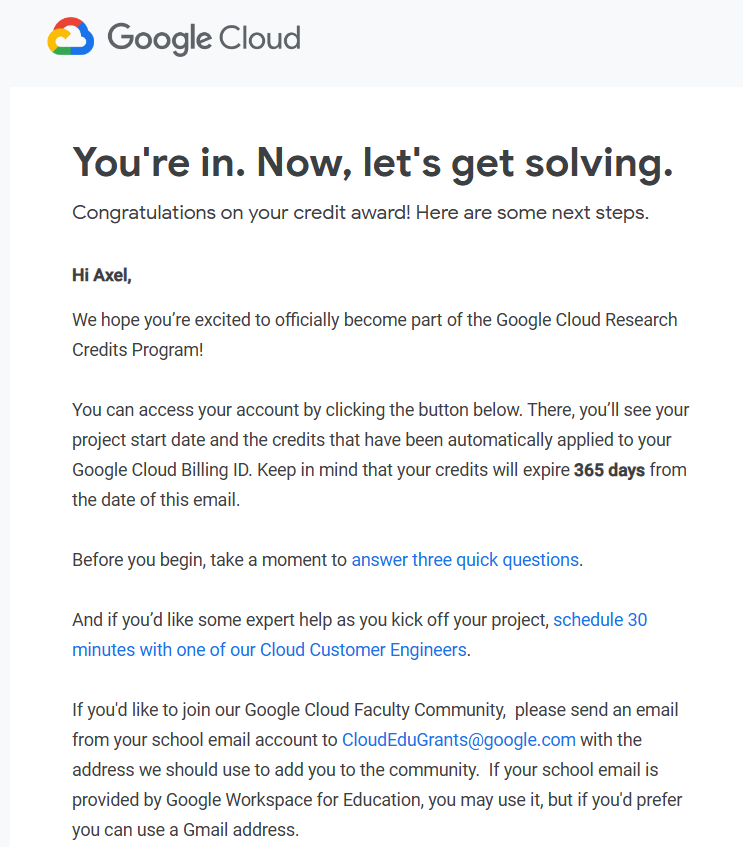 Google Cloud
You're in. Now, let's get solving.
Congratulations on your credit award! Here are some next steps.
Hi Axel,
We hope you’re excited to officially become part of the Google Cloud Research
Credits Program!
You can access your account by clicking the button below. There, you’ll see your
project start date and the credits that have been automatically applied to your
Google Cloud Billing ID. Keep in mind that your credits will expire 365 days from
the date of this email.
Before you begin, take a moment to answer three quick questions.
And if you’d like some expert help as you kick off your project, schedule 30
minutes with one of our Cloud Customer Engineers.
If you'd like to join our Google Cloud Faculty Community,  please send an email
from your school email account to CloudEduGrants@google.com with the
address we should use to add you to the community.  If your school email is
provided by Google Workspace for Education, you may use it, but if you'd prefer
you can use a Gmail address.